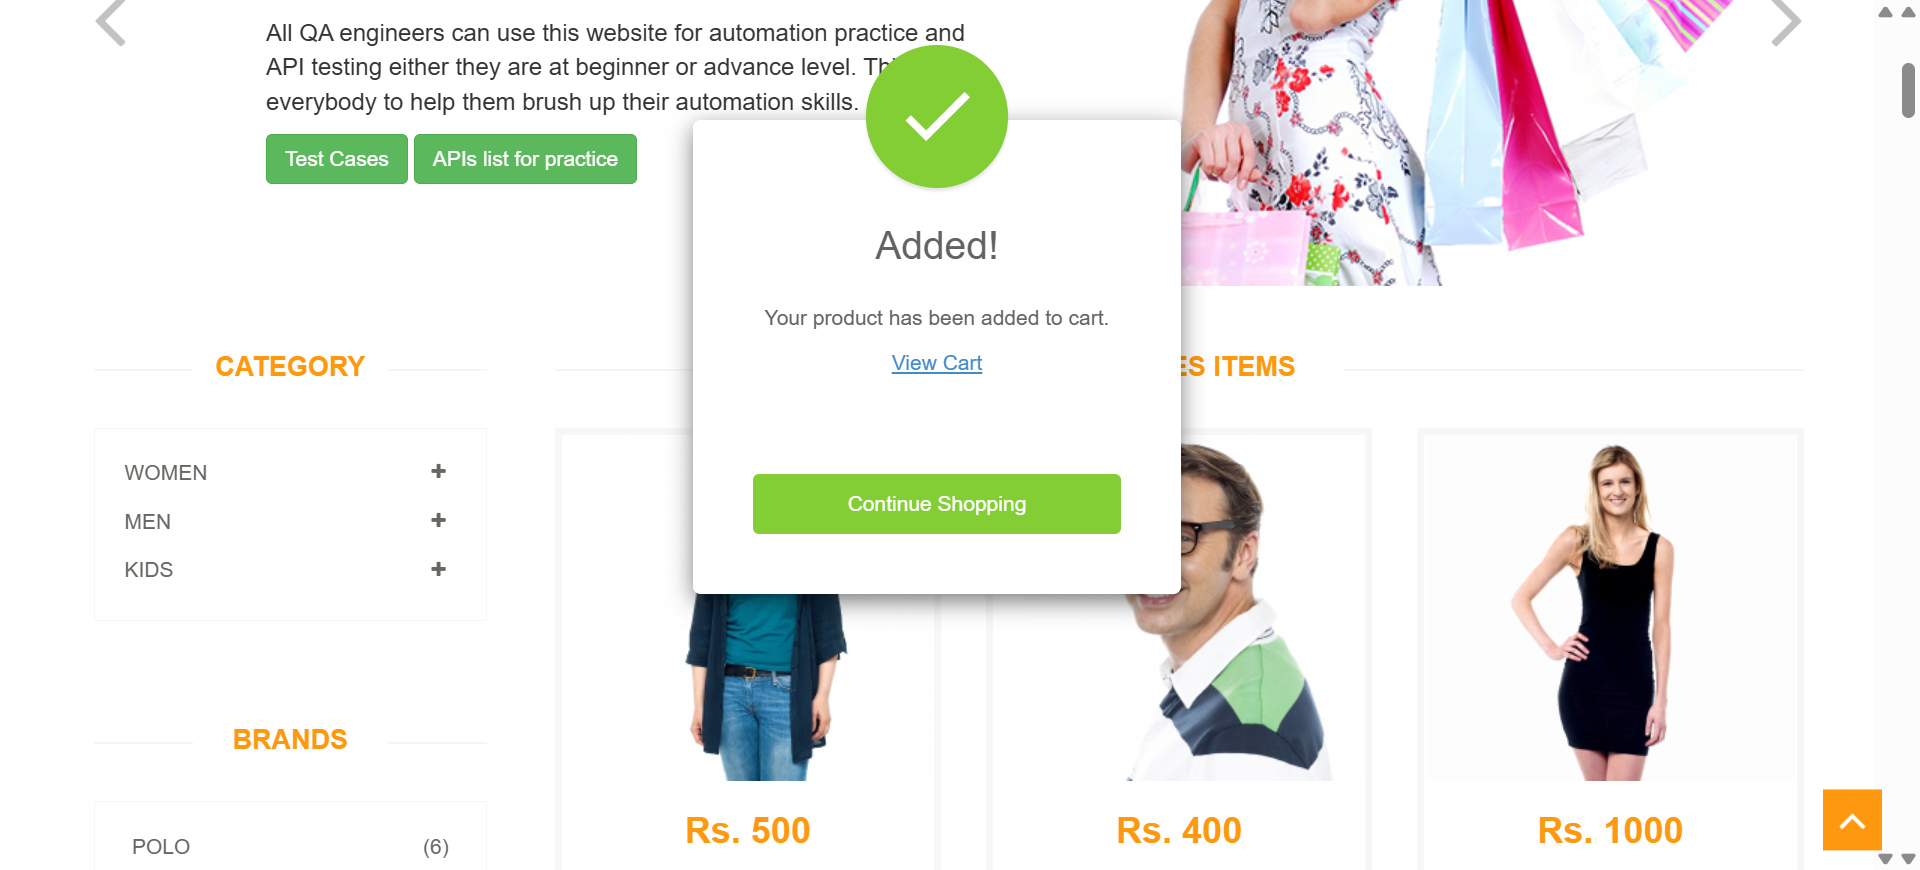 All QA engineers can use this website for automation practice and
API testing either they are at beginner or advance level. Th
everybody to help them brush up their automation skills.
Test Cases
APIs list for practice
Added!
Your product has been added to cart.
View Cart
Continue Shopping
CATEGORY
ES ITEMS
WOMEN
MEN
KIDS
BRANDS
POLO (6)
Rs. 500
Rs. 400
Rs. 1000